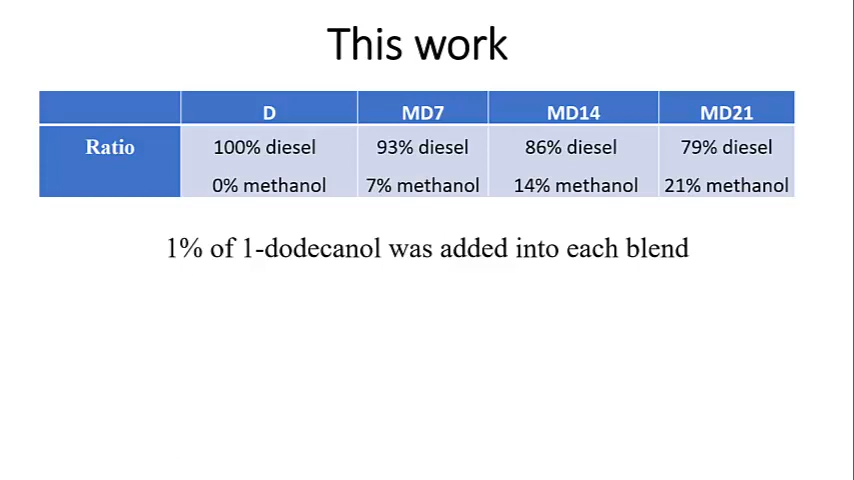 This work
D MD7 MD14 MD21
Ratio 100% diesel 93% diesel 86% diesel 79% diesel
0% methanol 7% methanol 14% methanol 21% methanol
1% of 1-dodecanol was added into each blend